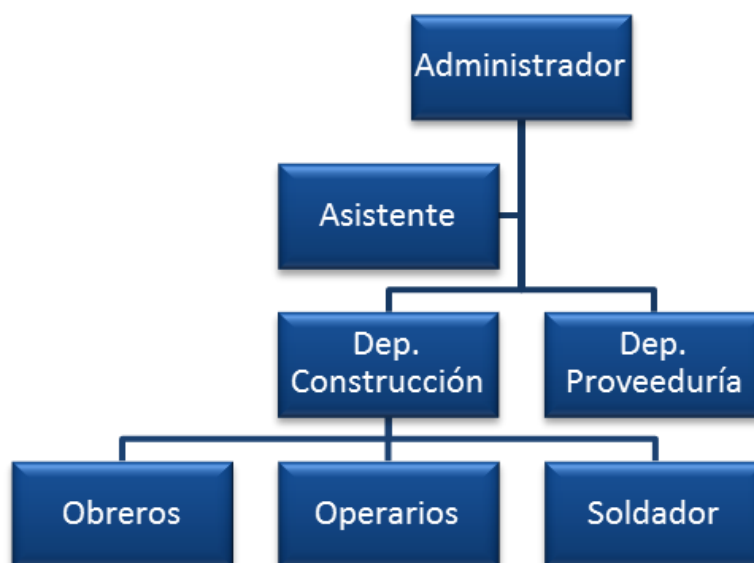 Administrador
Asistente
Dep.
Construcción
Dep.
Proveeduría
Obreros
Operarios
Soldador